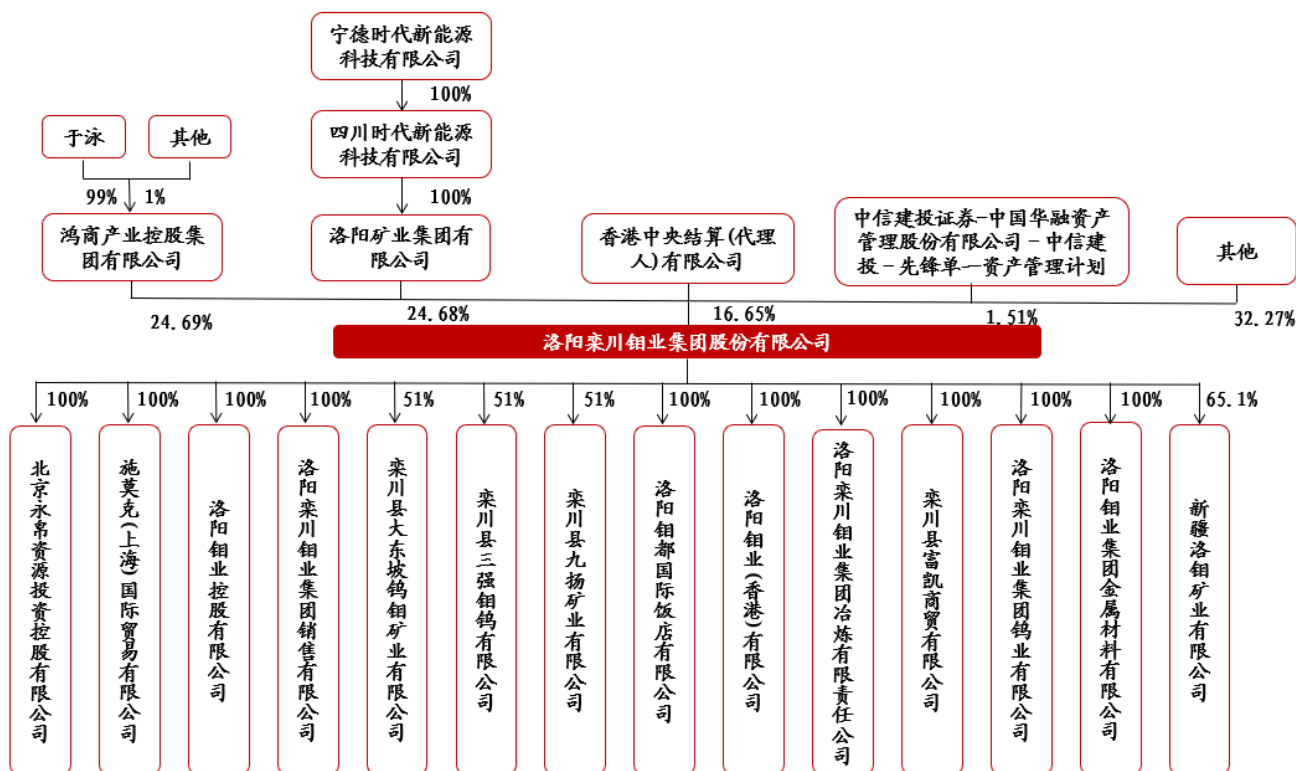 宁德时代新能源
科技有限公司
100%
四川时代新能源
科技有限公司
于泳
其他
99%
1%
100%
鸿商产业控股集
团有限公司
洛阳矿业集团有
限公司
香港中央结算(代理
人)有限公司
中信建投证券-中国华融资产
管理股份有限公司-中信建
投-先锋单一资产管理计划
其他
24.69%
24.68%
16.65%
1.51%
32.27%
洛阳栾川钼业集团股份有限公司
100%
100%
100%
100%
51%
51%
51%
100%
100%
100%
100%
100%
100%
65.1%
北京永帛资源投资控股有限公司
施莫克(上海)国际贸易有限公司
洛阳钼业控股有限公司
洛阳栾川钼业集团销售有限公司
栾川县大东坡钨钼矿业有限公司
栾川县三强钼钨有限公司
栾川县九扬矿业有限公司
洛阳钼都国际饭店有限公司
洛阳钼业(香港)有限公司
洛阳栾川钼业集团冶炼有限责任公司
栾川县富凯商贸有限公司
洛阳栾川钼业集团钨业有限公司
洛阳钼业集团金属材料有限公司
新疆洛钼矿业有限公司